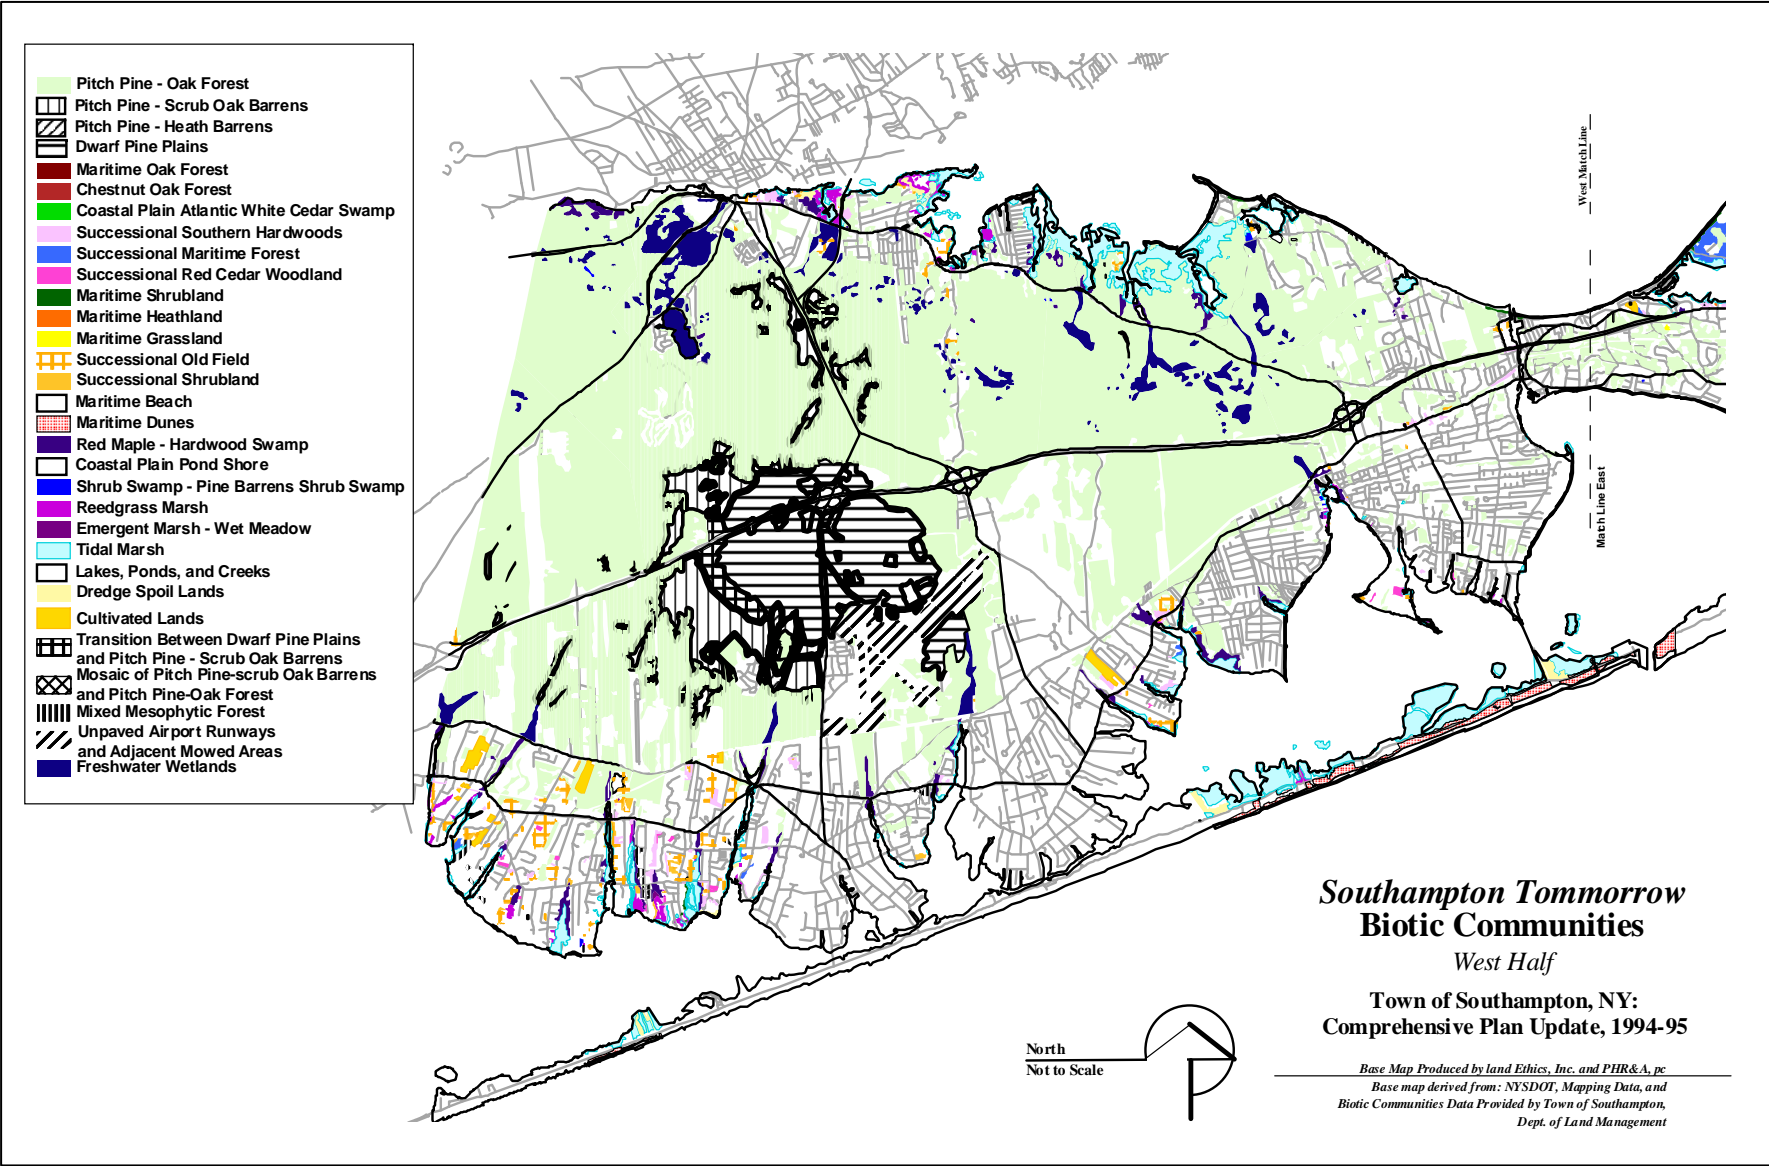 Pitch Pine - Oak Forest
Pitch Pine - Scrub Oak Barrens
Pitch Pine - Heath Barrens
Dwarf Pine Plains
Maritime Oak Forest
Chestnut Oak Forest
Coastal Plain Atlantic White Cedar Swamp
Successional Southern Hardwoods
Successional Maritime Forest
Successional Red Cedar Woodland
Maritime Shrubland
Maritime Heathland
Maritime Grassland
Successional Old Field
Successional Shrubland
Maritime Beach
Maritime Dunes
Red Maple - Hardwood Swamp
Coastal Plain Pond Shore
Shrub Swamp - Pine Barrens Shrub Swamp
Reedgrass Marsh
Emergent Marsh - Wet Meadow
Tidal Marsh
Lakes, Ponds, and Creeks
Dredge Spoil Lands
Cultivated Lands
Transition Between Dwarf Pine Plains
and Pitch Pine - Scrub Oak Barrens
Mosaic of Pitch Pine-scrub Oak Barrens
and Pitch Pine-Oak Forest
Mixed Mesophytic Forest
Unpaved Airport Runways
and Adjacent Mowed Areas
Freshwater Wetlands
West Match Line
Match Line East
Southampton Tommorrow
Biotic Communities
West Half
Town of Southampton, NY:
Comprehensive Plan Update, 1994-95
North
Not to Scale
Base Map Produced by land Ethics, Inc. and PHR&A, pc
Base map derived from: NYSDOT, Mapping Data, and
Biotic Communities Data Provided by Town of Southampton,
Dept. of Land Management